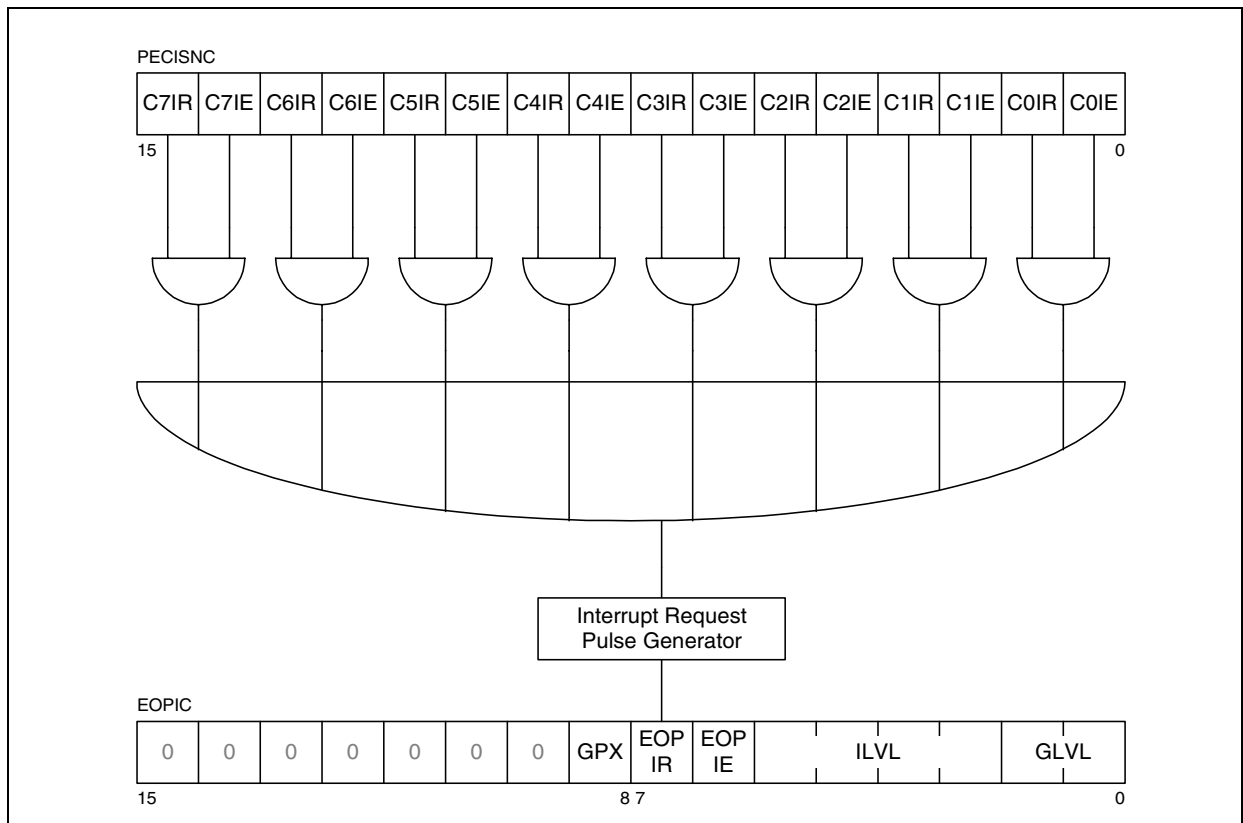 PECISNC
C7IR C7IE C6IR C6IE C5IR C5IE C4IR C4IE C3IR C3IE C2IR C2IE C1IR C1IE C0IR C0IE
15 0
Interrupt Request
Pulse Generator
EOPIC
0 0 0 0 0 0 0 GPX EOP IR EOP IE ILVL GLVL
15 8 7 0